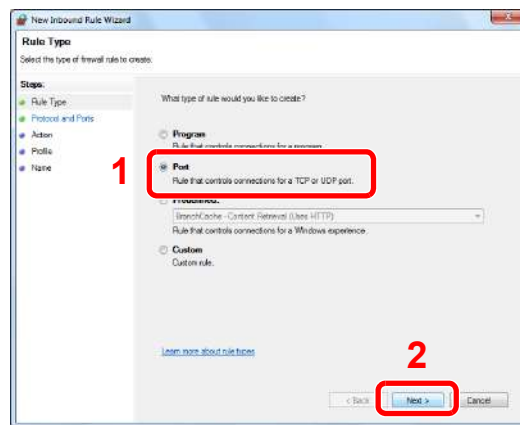 New Inbound Rule Wizard
Rule Type
Select the type of firewall rule to create.
Steps:
Rule Type
Protocol and Ports
Action
Profile
Name
What type of rule would you like to create?
Program
Rule that controls connections for a program.
1
Port
Rule that controls connections for a TCP or UDP port.
Predefined:
BranchCache - Content Retrieval (Uses HTTP)
Rule that controls connections for a Windows experience.
Custom
Custom rule.
Learn more about rule types
2
< Back
Next >
Cancel